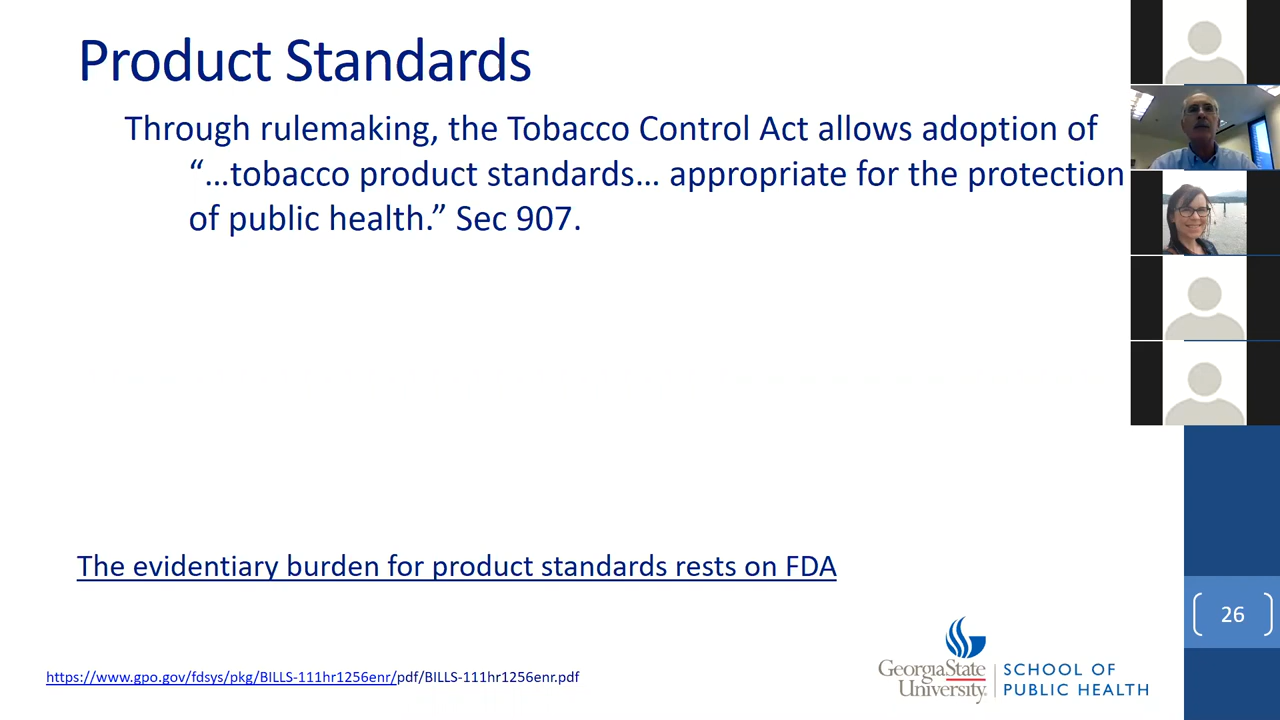 Product Standards
Through rulemaking, the Tobacco Control Act allows adoption of
“…tobacco product standards… appropriate for the protection
of public health.” Sec 907.
The evidentiary burden for product standards rests on FDA
26
https://www.gpo.gov/fdsys/pkg/BILLS-111hr1256enr/pdf/BILLS-111hr1256enr.pdf
GeorgiaState
University.
SCHOOL OF
PUBLIC HEALTH